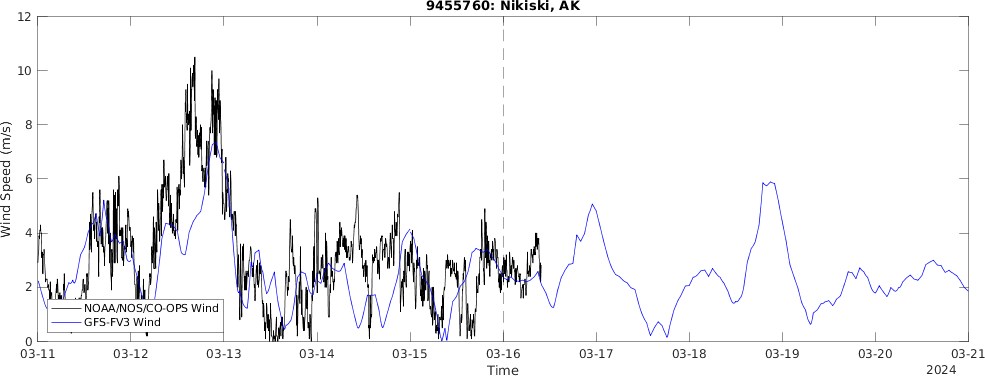 9455760: Nikiski, AK
12
10
8
6
4
2
0
Wind Speed (m/s)
NOAA/NOS/CO-OPS Wind
GFS-FV3 Wind
03-11 03-12 03-13 03-14 03-15 03-16 03-17 03-18 03-19 03-20 03-21
Time
2024